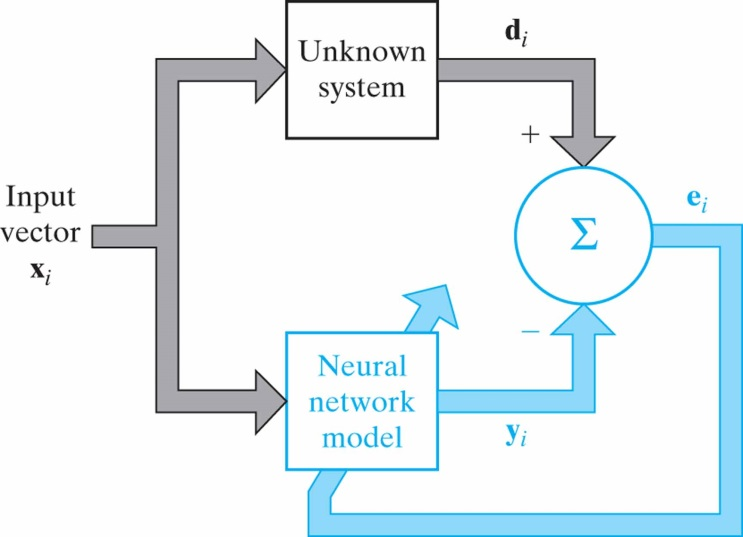 Unknown
system
d_i
+
Input
vector
x_i
Σ
e_i
−
Neural
network
model
y_i